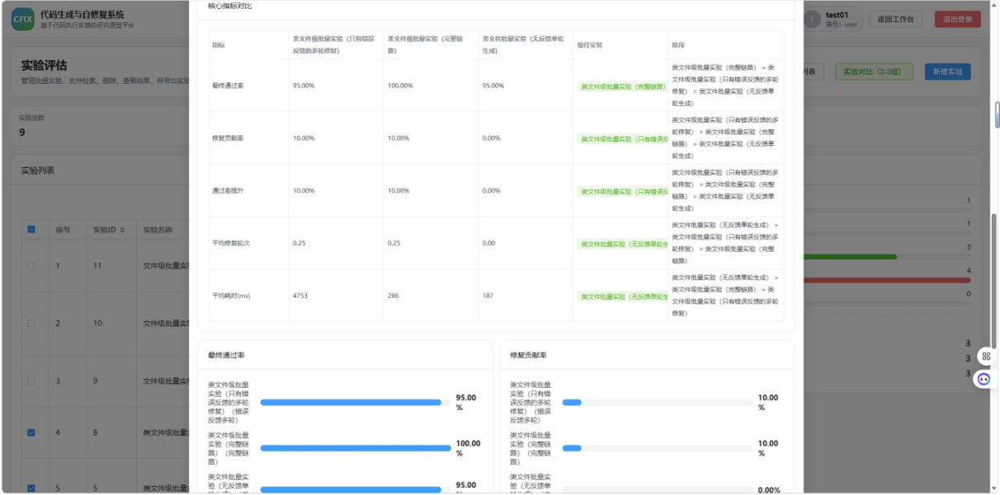 核心指标对比
CFIX
代码生成与自修复系统
基于代码执行反馈的研究原型平台
test01
角色: user
返回工作台
退出登录
实验评估
管理批量实验，支持检索、删除、查看结果，并导出实验
列表
实验对比（2-3组）
新建实验
实验总数
9
实验列表
序号
实验ID
实验名称
1
11
文件级批量实
2
10
文件级批量实
3
9
文件级批量实
4
8
类文件级批量
5
5
类文件级批量
指标
类文件级批量实验（只有错误
反馈的多轮修复）
类文件级批量实验（完整链
路）
类文件批量实验（无反馈单轮
生成）
最佳实验
排序
最终通过率
95.00%
100.00%
95.00%
类文件级批量实验（完整链路）
类文件级批量实验（完整链路） > 类
文件级批量实验（只有错误反馈的多轮
修复） = 类文件批量实验（无反馈单
轮生成）
修复贡献率
10.00%
10.00%
0.00%
类文件级批量实验（只有错误反
类文件级批量实验（只有错误反馈的多
轮修复） = 类文件级批量实验（完整
链路） > 类文件批量实验（无反馈单
轮生成）
通过率提升
10.00%
10.00%
0.00%
类文件级批量实验（只有错误反
类文件级批量实验（只有错误反馈的多
轮修复） = 类文件级批量实验（完整
链路） > 类文件批量实验（无反馈单
轮生成）
平均修复轮次
0.25
0.25
0.00
类文件批量实验（无反馈单轮生
类文件批量实验（无反馈单轮生成） >
类文件级批量实验（只有错误反馈的多
轮修复） = 类文件级批量实验（完整
链路）
平均耗时(ms)
4753
286
187
类文件批量实验（无反馈单轮生
类文件批量实验（无反馈单轮生成） >
类文件级批量实验（完整链路） > 类
文件级批量实验（只有错误反馈的多轮
修复）
1
1
3
4
0
3
3
3
最终通过率
类文件级批量
实验（只有错
误反馈的多轮
修复）（错误
反馈多轮）
95.00
%
类文件级批量
实验（完整链
路）（完整链
路）
100.00
%
类文件批量实
验（无反馈单
95.00
修复贡献率
类文件级批量
实验（只有错
误反馈的多轮
修复）（错误
反馈多轮）
10.00
%
类文件级批量
实验（完整链
路）（完整链
路）
10.00
%
类文件批量实
验（无反馈单
0.00%